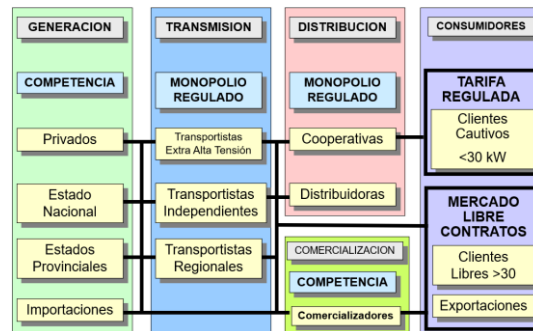 GENERACION
COMPETENCIA
Privados
Estado
Nacional
Estados
Provinciales
Importaciones
TRANSMISION
MONOPOLIO
REGULADO
Transportistas
Extra Alta Tensión
Transportistas
Independientes
Transportistas
Regionales
DISTRIBUCION
MONOPOLIO
REGULADO
Cooperativas
Distribuidoras
COMERCIALIZACION
COMPETENCIA
Comercializadores
CONSUMIDORES
TARIFA
REGULADA
Clientes
Cautivos
<30 kW
MERCADO
LIBRE
CONTRATOS
Clientes
Libres >30
Exportaciones